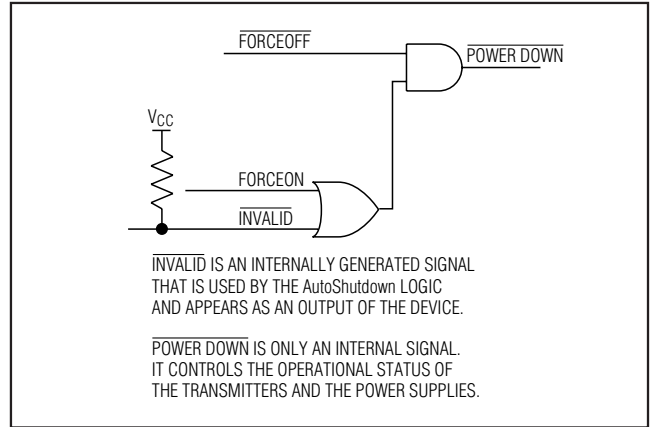 FORCEOFF
POWER DOWN
VCC
FORCEON
INVALID
INVALID IS AN INTERNALLY GENERATED SIGNAL
THAT IS USED BY THE AutoShutdown LOGIC
AND APPEARS AS AN OUTPUT OF THE DEVICE.
POWER DOWN IS ONLY AN INTERNAL SIGNAL.
IT CONTROLS THE OPERATIONAL STATUS OF
THE TRANSMITTERS AND THE POWER SUPPLIES.